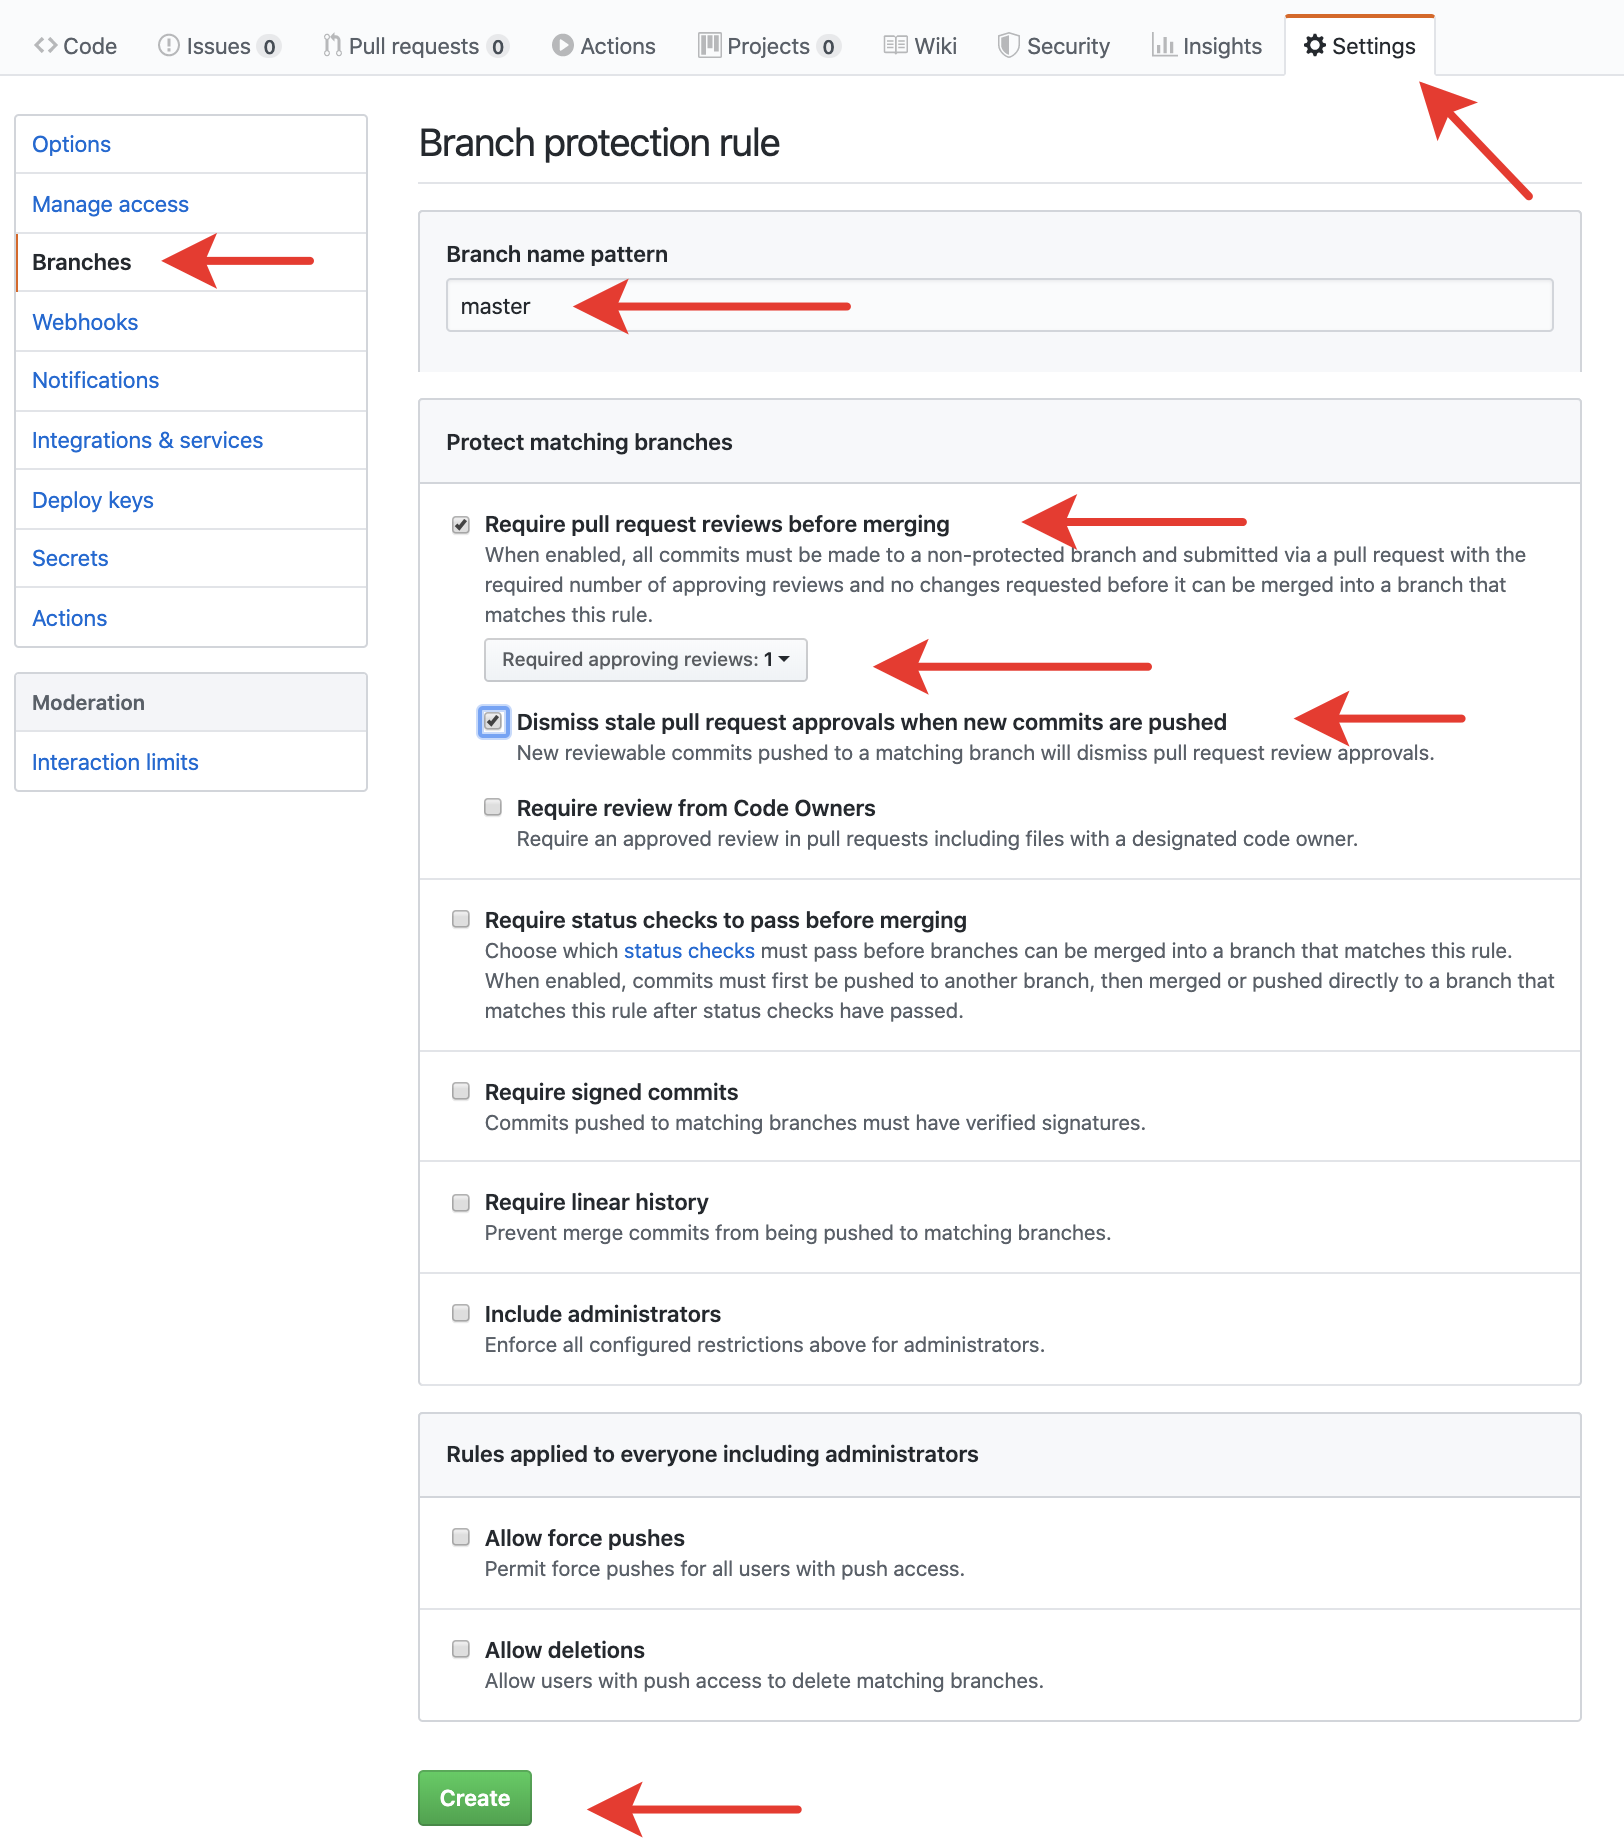 Code Issues 0 Pull requests 0 Actions Projects 0 Wiki Security Insights Settings
Options
Manage access
Branches
Webhooks
Notifications
Integrations & services
Deploy keys
Secrets
Actions
Moderation
Interaction limits
Branch protection rule
Branch name pattern
master
Protect matching branches
Require pull request reviews before merging
When enabled, all commits must be made to a non-protected branch and submitted via a pull request with the
required number of approving reviews and no changes requested before it can be merged into a branch that
matches this rule.
Required approving reviews: 1
Dismiss stale pull request approvals when new commits are pushed
New reviewable commits pushed to a matching branch will dismiss pull request review approvals.
Require review from Code Owners
Require an approved review in pull requests including files with a designated code owner.
Require status checks to pass before merging
Choose which status checks must pass before branches can be merged into a branch that matches this rule.
When enabled, commits must first be pushed to another branch, then merged or pushed directly to a branch that
matches this rule after status checks have passed.
Require signed commits
Commits pushed to matching branches must have verified signatures.
Require linear history
Prevent merge commits from being pushed to matching branches.
Include administrators
Enforce all configured restrictions above for administrators.
Rules applied to everyone including administrators
Allow force pushes
Permit force pushes for all users with push access.
Allow deletions
Allow users with push access to delete matching branches.
Create